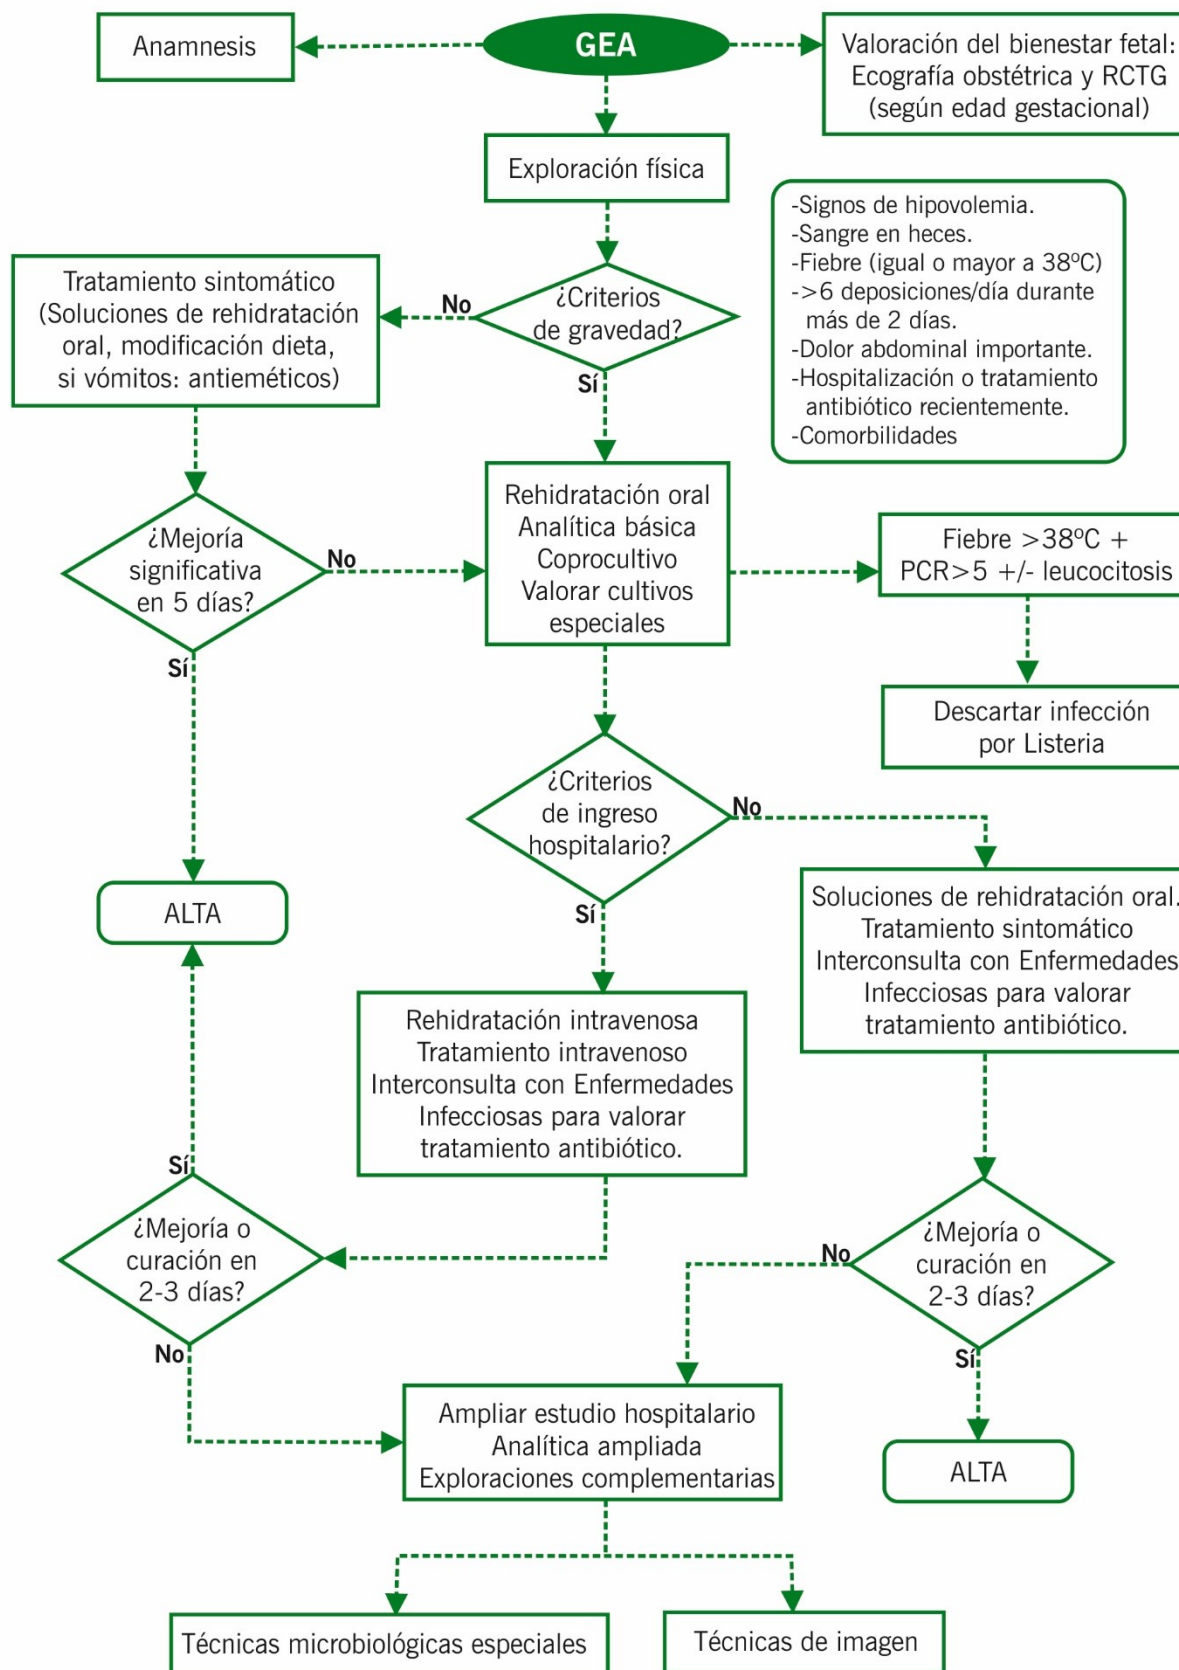 GEA
Anamnesis
Valoración del bienestar fetal:
Ecografía obstétrica y RCTG
(según edad gestacional)
Exploración física
-Signos de hipovolemia.
-Sangre en heces.
-Fiebre (igual o mayor a 38ºC)
->6 deposiciones/día durante
más de 2 días.
-Dolor abdominal importante.
-Hospitalización o tratamiento
antibiótico recientemente.
-Comorbilidades
¿Criterios
de gravedad?
No
Sí
Tratamiento sintomático
(Soluciones de rehidratación
oral, modificación dieta,
si vómitos: antieméticos)
¿Mejoría
significativa
en 5 días?
No
Sí
Rehidratación oral
Analítica básica
Coprocultivo
Valorar cultivos
especiales
Fiebre >38ºC +
PCR>5 +/- leucocitosis
Descartar infección
por Listeria
¿Criterios
de ingreso
hospitalario?
No
Sí
ALTA
Soluciones de rehidratación oral.
Tratamiento sintomático
Interconsulta con Enfermedades
Infecciosas para valorar
tratamiento antibiótico.
Rehidratación intravenosa
Tratamiento intravenoso
Interconsulta con Enfermedades
Infecciosas para valorar
tratamiento antibiótico.
Sí
¿Mejoría o
curación en
2-3 días?
No
¿Mejoría o
curación en
2-3 días?
No
Sí
Ampliar estudio hospitalario
Analítica ampliada
Exploraciones complementarias
ALTA
Técnicas microbiológicas especiales
Técnicas de imagen